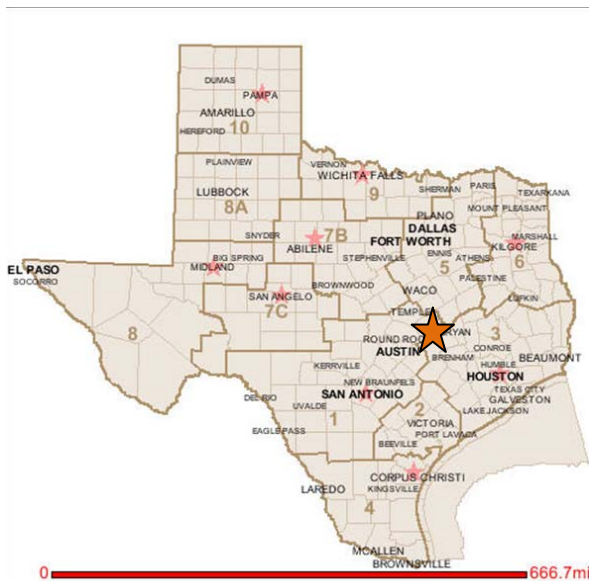 DUMAS
PAMPA
AMARILLO
10
HEREFORD
PLAINVIEW
LUBBOCK
8A
SNYDER
VERNON
WICHITA FALLS
9
SHERMAN
PARIS
TEXARKANA
MOUNT PLEASANT
PLANO
DALLAS
FORT WORTH
7B
ABILENE
STEPHENVILLE
ENNIS
5
ATHENS
MARSHALL
KILGORE
6
PALESTINE
BIG SPRING
MIDLAND
EL PASO
SOCORRO
SAN ANGELO
7C
BROWNWOOD
WACO
LUFKIN
TEMPLE
8
ROUND ROC
AUSTIN
RYAN
3
CONROE
BRENHAM
HUMBLE
BEAUMONT
HOUSTON
TEXAS CITY
GALVESTON
LAKE JACKSON
KERRVILLE
NEW BRAUNFELS
SAN ANTONIO
DEL RIO
UVALDE
1
EAGLE PASS
2
VICTORIA
PORT LAVACA
BEEVILLE
CORPUS CHRISTI
KINGSVILLE
LAREDO
4
MCALLEN
BROWNSVILLE
0 666.7mi